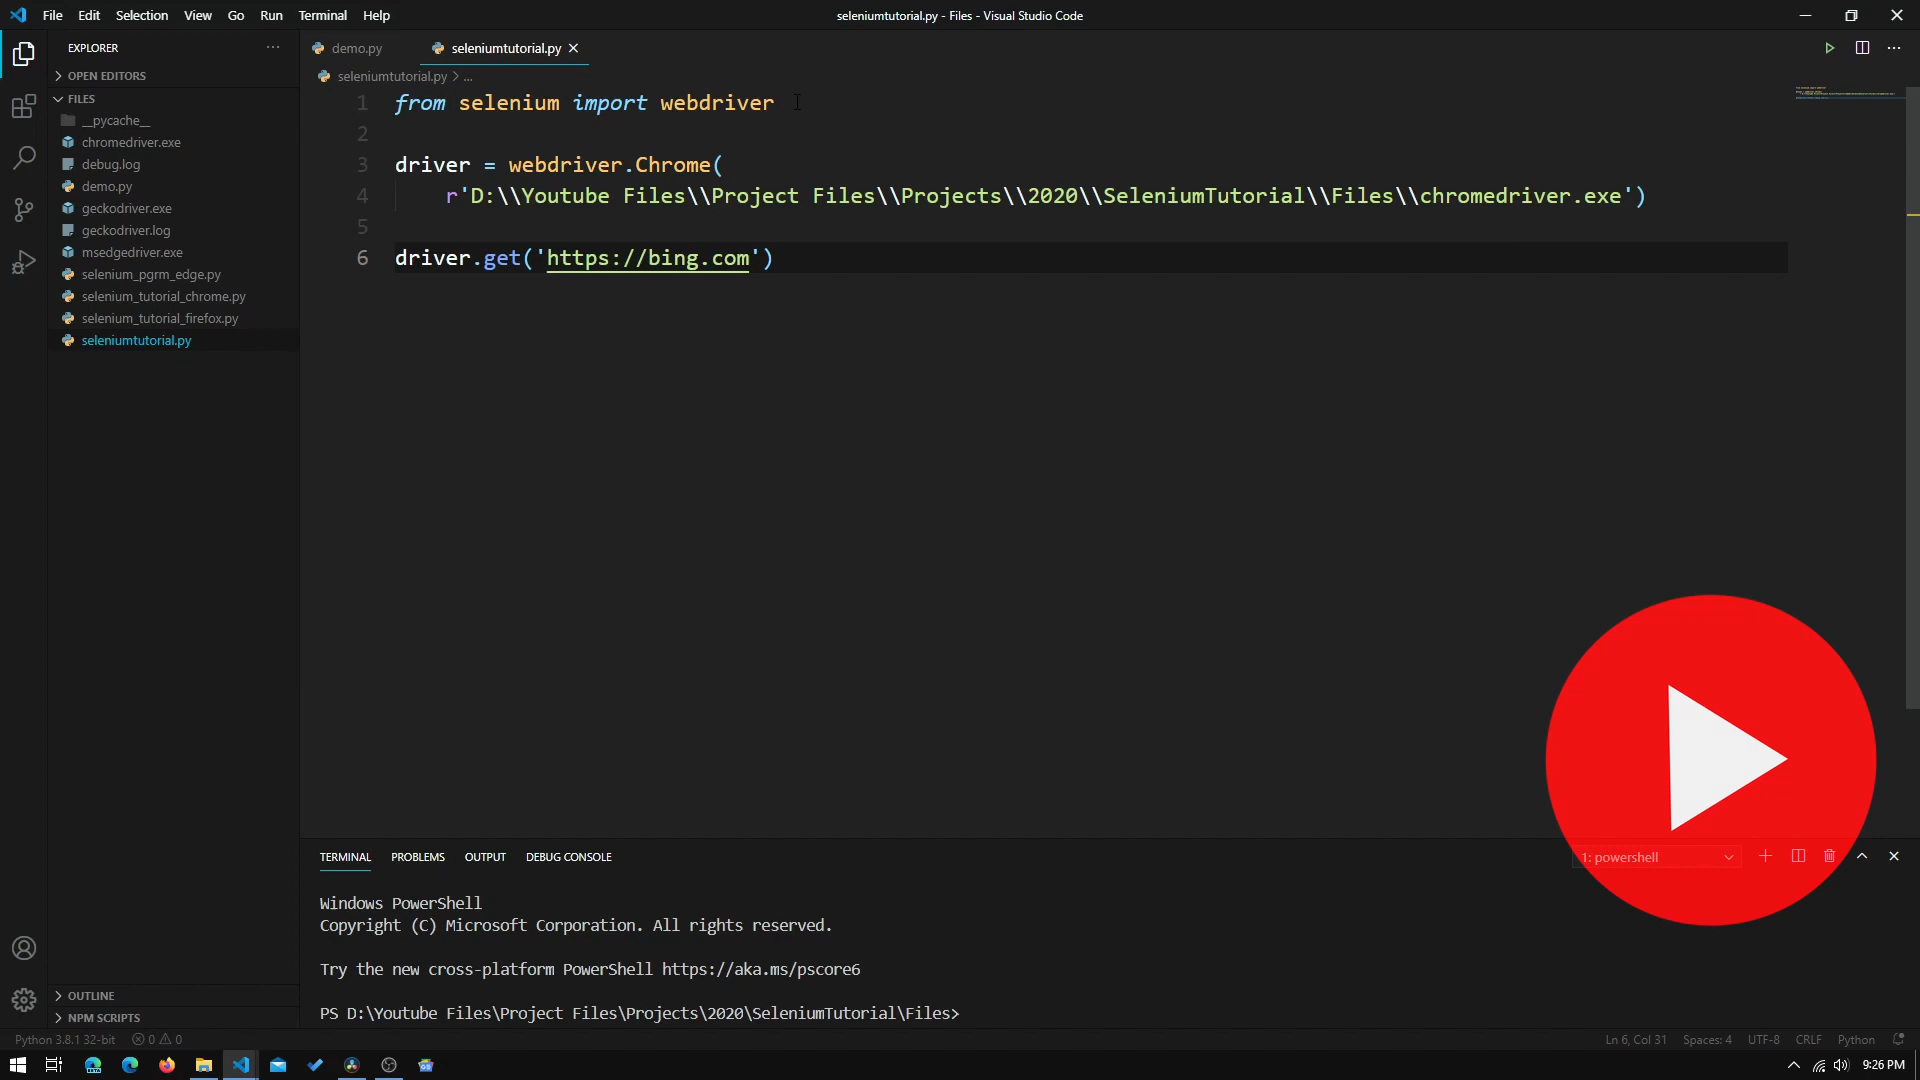 File Edit Selection View Go Run Terminal Help
seleniumtutorial.py - Files - Visual Studio Code
EXPLORER
OPEN EDITORS
FILES
__pycache__
chromedriver.exe
debug.log
demo.py
geckodriver.exe
geckodriver.log
msedgedriver.exe
selenium_pgrm_edge.py
selenium_tutorial_chrome.py
selenium_tutorial_firefox.py
seleniumtutorial.py
OUTLINE
NPM SCRIPTS
demo.py
seleniumtutorial.py
seleniumtutorial.py > ...
1 from selenium import webdriver
2
3 driver = webdriver.Chrome(
4 r'D:\\Youtube Files\\Project Files\\Projects\\2020\\SeleniumTutorial\\Files\\chromedriver.exe')
5
6 driver.get('https://bing.com')
TERMINAL PROBLEMS OUTPUT DEBUG CONSOLE
1: powershell
Windows PowerShell
Copyright (C) Microsoft Corporation. All rights reserved.
Try the new cross-platform PowerShell https://aka.ms/pscore6
PS D:\Youtube Files\Project Files\Projects\2020\SeleniumTutorial\Files>
Python 3.8.1 32-bit 0 0
Ln 6, Col 31 Spaces: 4 UTF-8 CRLF Python
9:26 PM